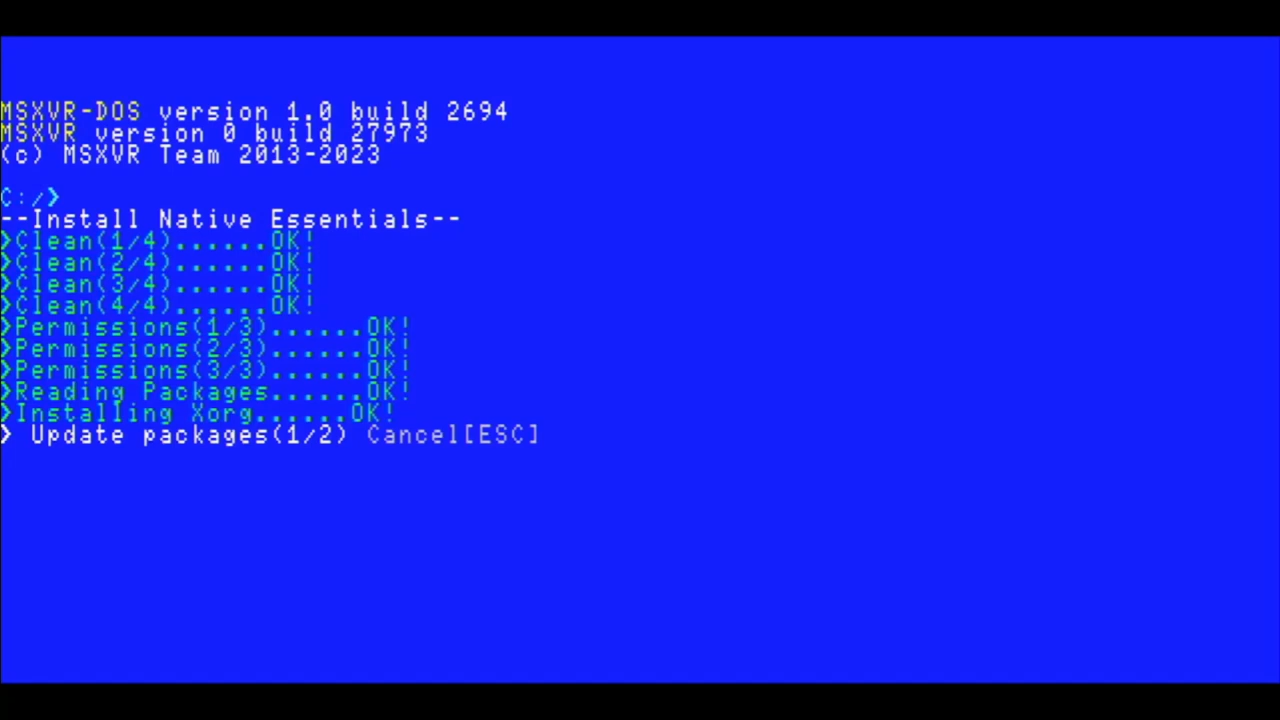 MSXVR-DOS version 1.0 build 2694
MSXVR version 0 build 27973
(c) MSXVR Team 2013-2023
C:/>
--Install Native Essentials--
>Clean(1/4)......OK!
>Clean(2/4)......OK!
>Clean(3/4)......OK!
>Clean(4/4)......OK!
>Permissions(1/3)......OK!
>Permissions(2/3)......OK!
>Permissions(3/3)......OK!
>Reading Packages......OK!
>Installing Xorg......OK!
> Update packages(1/2) Cancel[ESC]